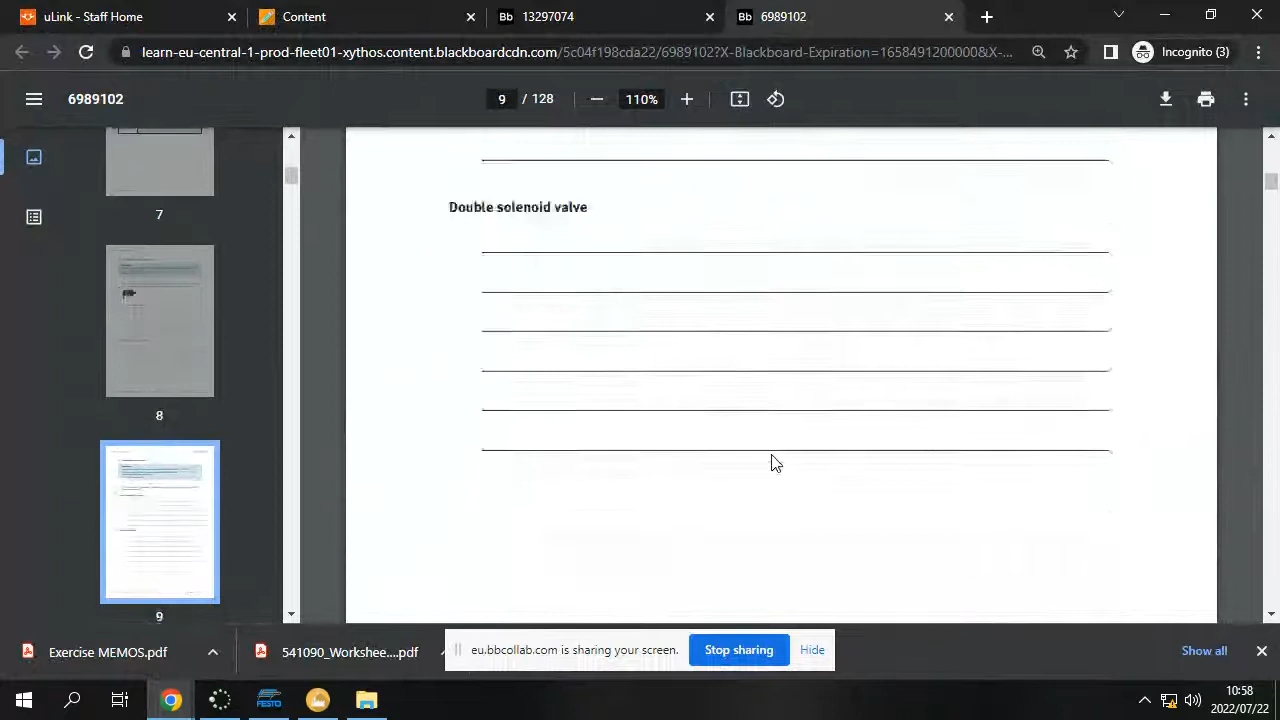 uLink - Staff Home
Content
Bb 1397074
Bb 6989102
learn-eu-central-1-prod-fleet01-xythos.content.blackboardcdn.com/5c04f198cda22/6989102?X-Blackboard-Expiration=1658491200000&X-...
Incognito (3)
6989102
9 / 128
110%
7
8
9
Double solenoid valve
Exercise MEMOS.pdf
541090_Workshee....pdf
eu.bbcollab.com is sharing your screen.
Stop sharing
Hide
Show all
FESTO
10:58
2022/07/22